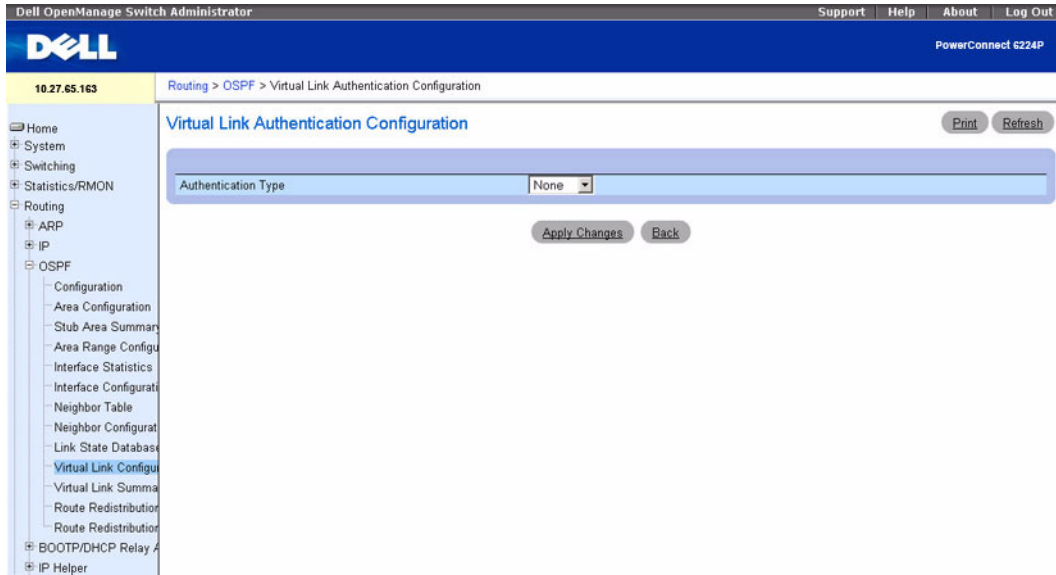 Dell OpenManage Switch Administrator
Support Help About Log Out
DELL
PowerConnect 6224P
10.27.65.163
Routing > OSPF > Virtual Link Authentication Configuration
Virtual Link Authentication Configuration
Print Refresh
Authentication Type None
Apply Changes Back
Home
System
Switching
Statistics/RMON
Routing
ARP
IP
OSPF
Configuration
Area Configuration
Stub Area Summary
Area Range Configu
Interface Statistics
Interface Configurati
Neighbor Table
Neighbor Configurat
Link State Database
Virtual Link Configu
Virtual Link Summa
Route Redistribution
Route Redistribution
BOOTP/DHCP Relay A
IP Helper